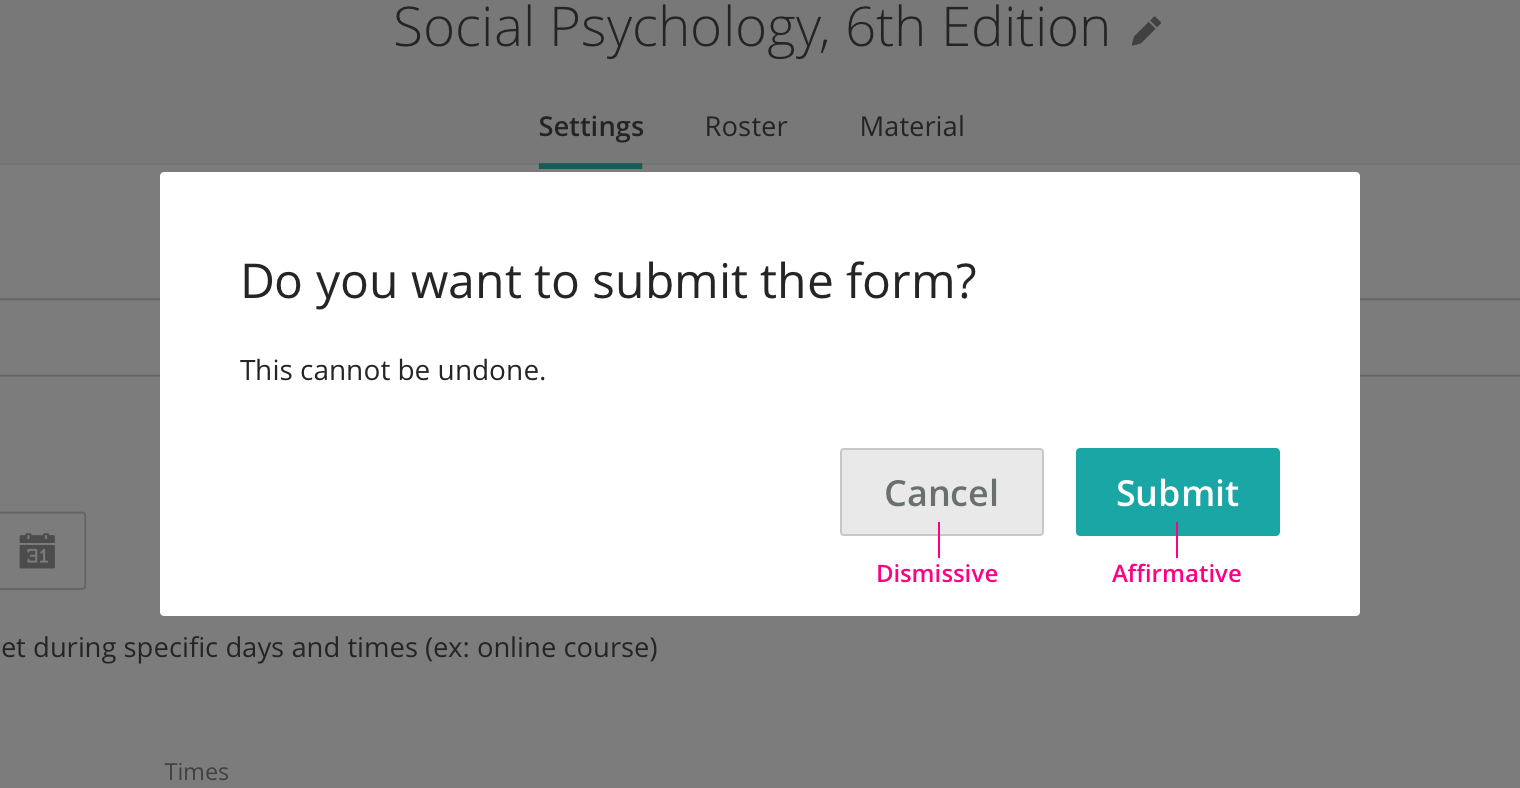 Social Psychology, 6th Edition
Settings Roster Material
Do you want to submit the form?
This cannot be undone.
Cancel Submit
Dismissive Affirmative
31
et during specific days and times (ex: online course)
Times